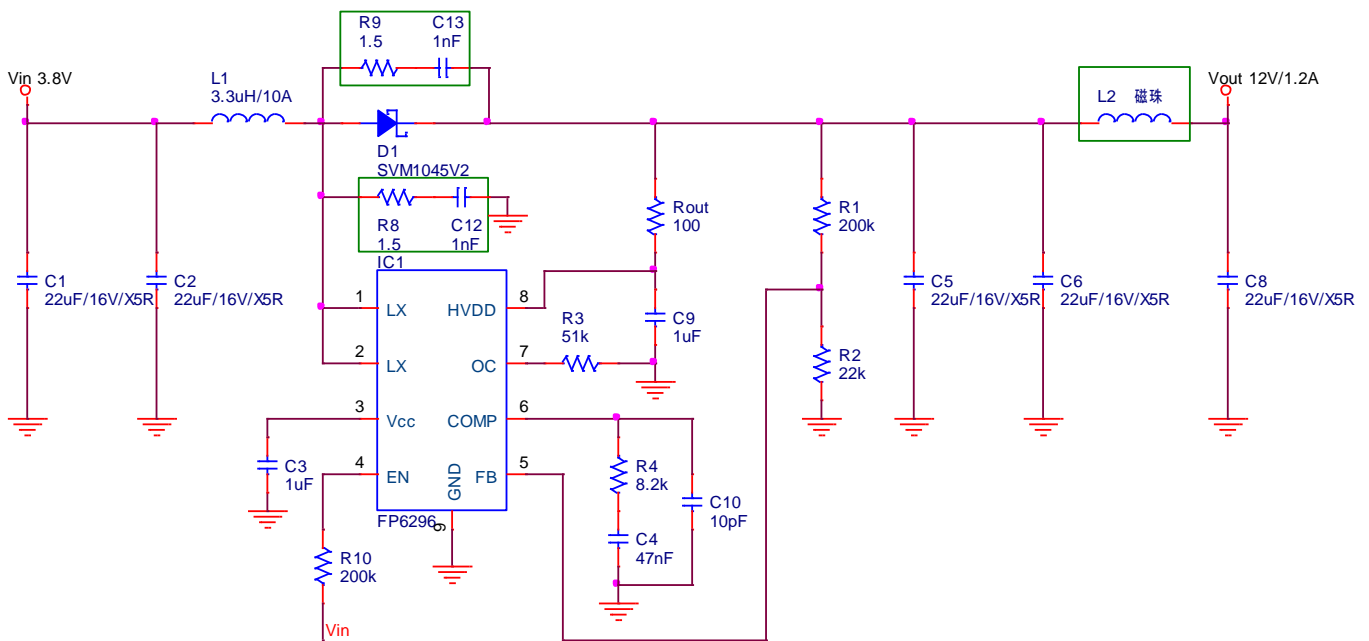 R9
1.5
C13
1nF
Vin 3.8V
L1
3.3uH/10A
L2 磁珠
Vout 12V/1.2A
D1
SVM1045V2
R8
1.5
C12
1nF
Rout
100
R1
200k
C1
22uF/16V/X5R
C2
22uF/16V/X5R
C5
22uF/16V/X5R
C6
22uF/16V/X5R
C8
22uF/16V/X5R
IC1
1 LX
HVDD 8
2 LX
OC 7
3 Vcc
COMP 6
4 EN
FB 5
GND
9
FP6296
R3
51k
C9
1uF
R2
22k
C3
1uF
R4
8.2k
C10
10pF
C4
47nF
R10
200k
Vin